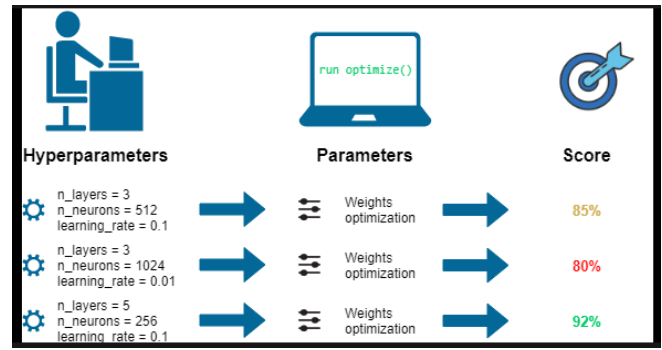 run optimize()
Hyperparameters
Parameters
Score
n_layers = 3
n_neurons = 512
learning_rate = 0.1
Weights
optimization
85%
n_layers = 3
n_neurons = 1024
learning_rate = 0.01
Weights
optimization
80%
n_layers = 5
n_neurons = 256
learning_rate = 0.1
Weights
optimization
92%